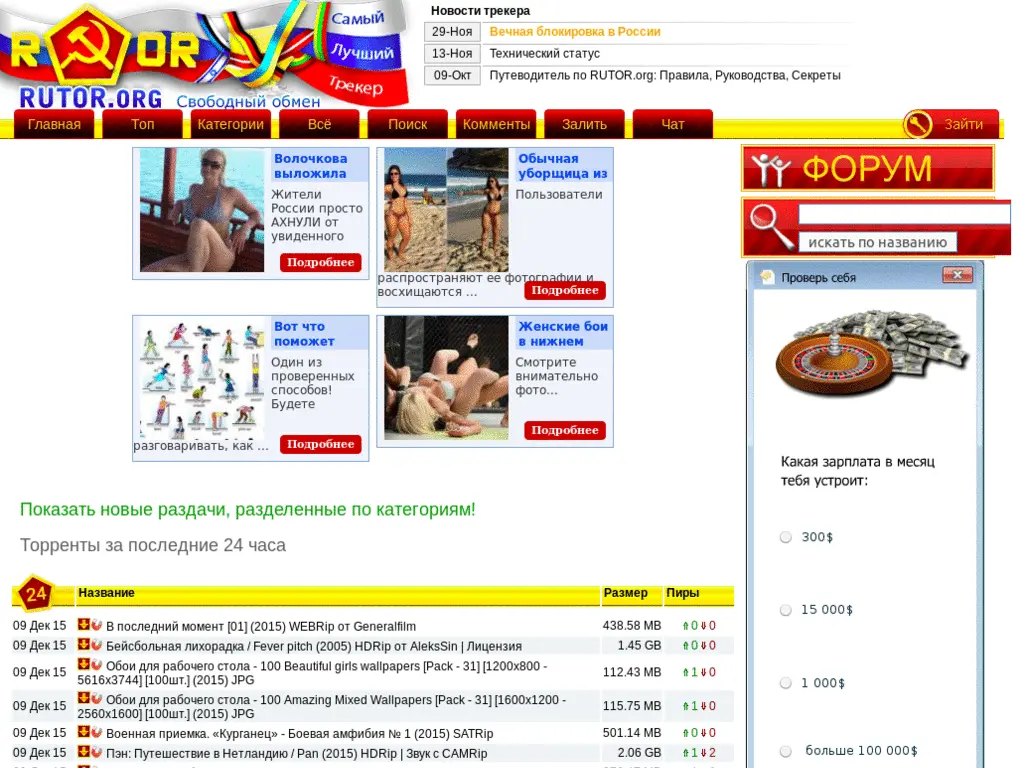 R OR
Самый
Лучший
Трекер
RUTOR.ORG Свободный обмен
Новости трекера
29-Ноя Вечная блокировка в России
13-Ноя Технический статус
09-Окт Путеводитель по RUTOR.org: Правила, Руководства, Секреты
Главная Топ Категории Всё Поиск Комменты Залить Чат Зайти
Волочкова
выложила
Жители
России просто
АХНУЛИ от
увиденного
Подробнее
Обычная
уборщица из
Пользователи
распространяют ее фотографии и
восхищаются ...
Подробнее
Вот что
поможет
Один из
проверенных
способов!
Будете
разговаривать, как ...
Подробнее
Женские бои
в нижнем
Смотрите
внимательно
фото...
Подробнее
ФОРУМ
искать по названию
Проверь себя
Какая зарплата в месяц
тебя устроит:
300$
15 000$
1 000$
больше 100 000$
Показать новые раздачи, разделенные по категориям!
Торренты за последние 24 часа
24 Название Размер Пиры
09 Дек 15 В последний момент [01] (2015) WEBRip от Generalfilm 438.58 MB 0 0
09 Дек 15 Бейсбольная лихорадка / Fever pitch (2005) HDRip от AleksSin | Лицензия 1.45 GB 0 0
09 Дек 15 Обои для рабочего стола - 100 Beautiful girls wallpapers [Pack - 31] [1200x800 -
5616x3744] [100шт.] (2015) JPG 112.43 MB 1 0
09 Дек 15 Обои для рабочего стола - 100 Amazing Mixed Wallpapers [Pack - 31] [1600x1200 -
2560x1600] [100шт.] (2015) JPG 115.75 MB 1 0
09 Дек 15 Военная приемка. «Курганец» - Боевая амфибия № 1 (2015) SATRip 501.14 MB 0 0
09 Дек 15 Пэн: Путешествие в Нетландию / Pan (2015) HDRip | Звук с CAMRip 2.06 GB 1 2